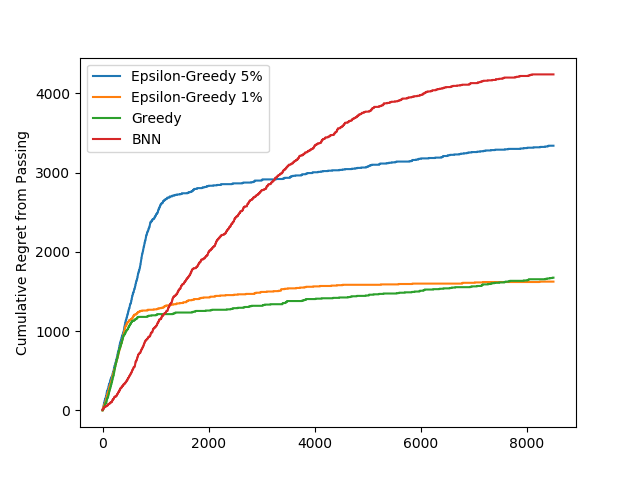 Epsilon-Greedy 5%
Epsilon-Greedy 1%
Greedy
BNN
Cumulative Regret from Passing
4000
3000
2000
1000
0
0 2000 4000 6000 8000